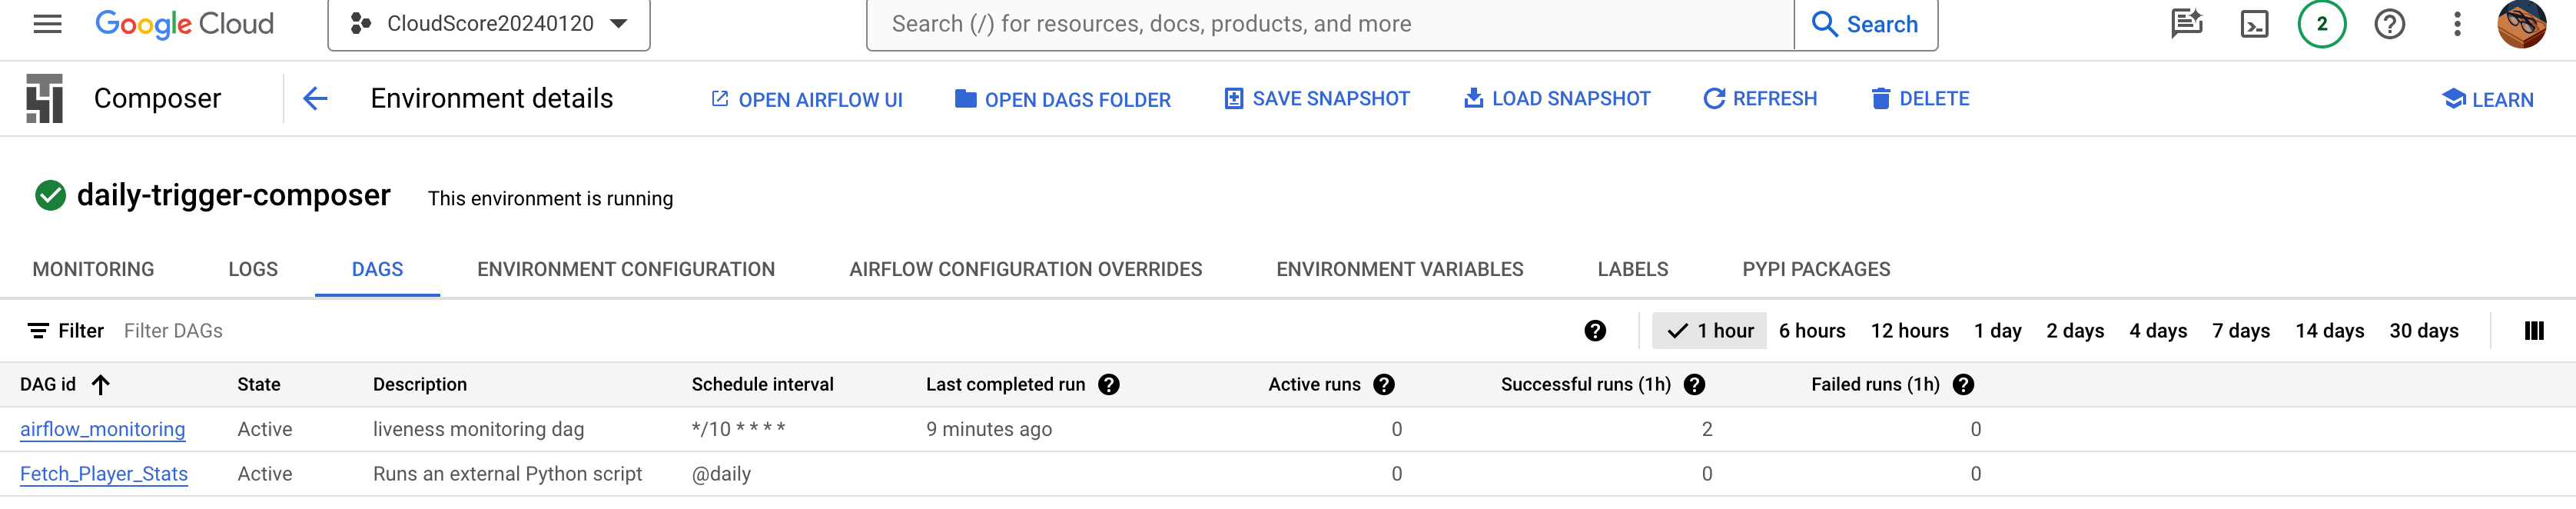 Google Cloud CloudScore20240120 Search (/) for resources, docs, products, and more Search 2
Composer Environment details OPEN AIRFLOW UI OPEN DAGS FOLDER SAVE SNAPSHOT LOAD SNAPSHOT REFRESH DELETE LEARN
daily-trigger-composer This environment is running
MONITORING LOGS DAGS ENVIRONMENT CONFIGURATION AIRFLOW CONFIGURATION OVERRIDES ENVIRONMENT VARIABLES LABELS PYPI PACKAGES
Filter Filter DAGs 1 hour 6 hours 12 hours 1 day 2 days 4 days 7 days 14 days 30 days
DAG id State Description Schedule interval Last completed run Active runs Successful runs (1h) Failed runs (1h)
airflow_monitoring Active liveness monitoring dag */10 * * * * 9 minutes ago 0 2 0
Fetch_Player_Stats Active Runs an external Python script @daily 0 0 0